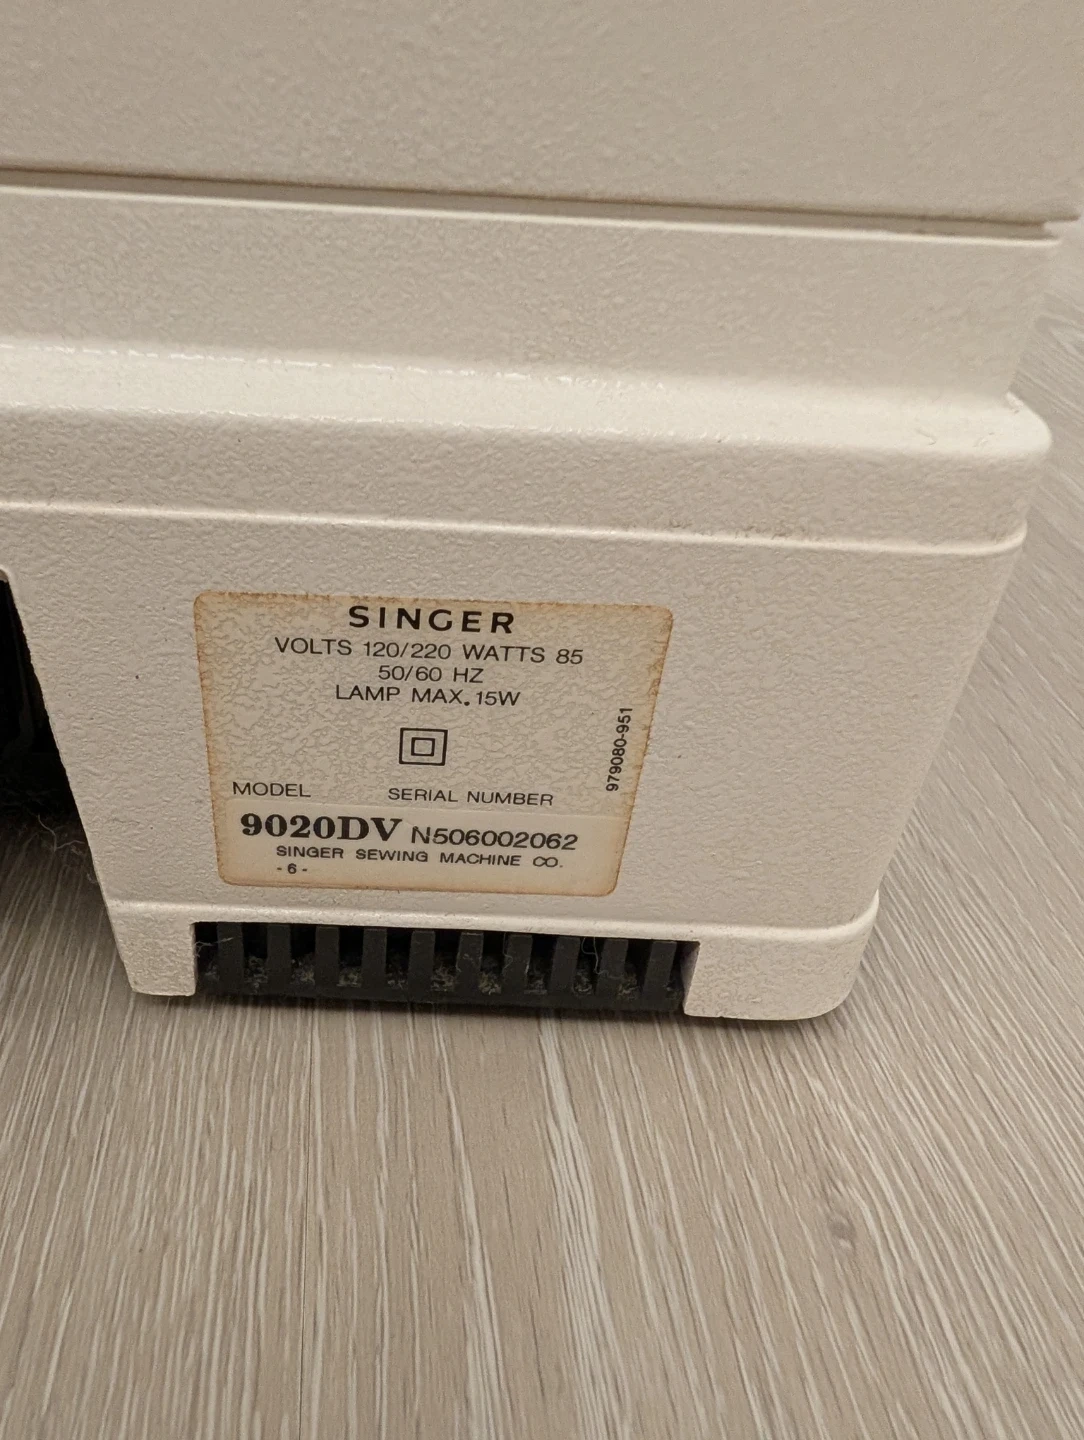 SINGER
VOLTS 120/220 WATTS 85
50/60 HZ
LAMP MAX. 15W
979080-951
MODEL SERIAL NUMBER
9020DV N506002062
SINGER SEWING MACHINE CO.
- 6 -